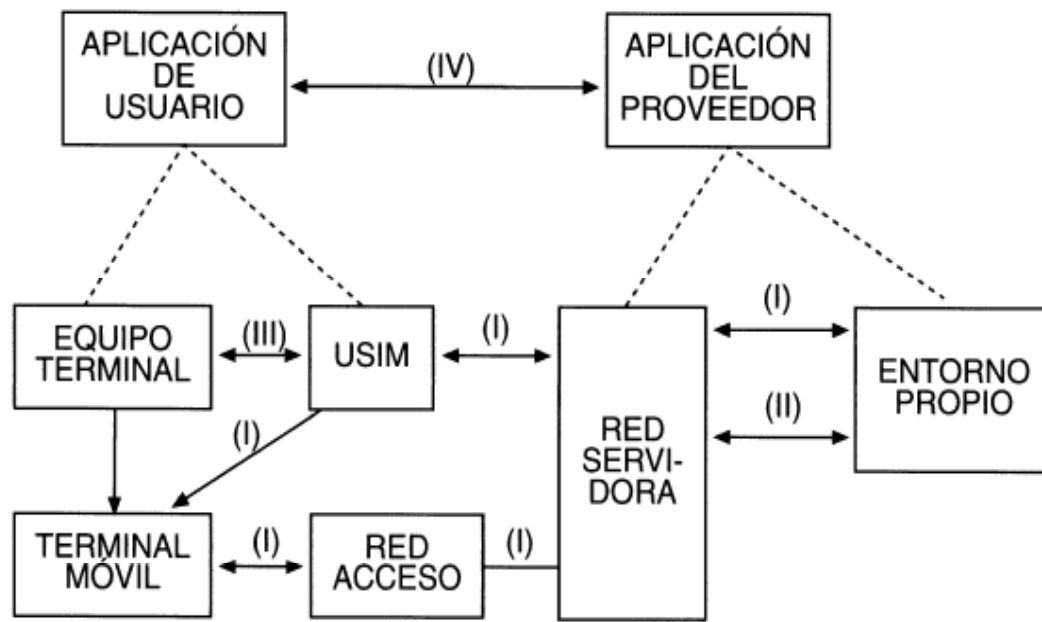 APLICACIÓN
DE
USUARIO
(IV)
APLICACIÓN
DEL
PROVEEDOR
EQUIPO
TERMINAL
(III)
USIM
(I)
RED
SERVI-
DORA
(I)
(II)
ENTORNO
PROPIO
(I)
TERMINAL
MÓVIL
(I)
RED
ACCESO
(I)